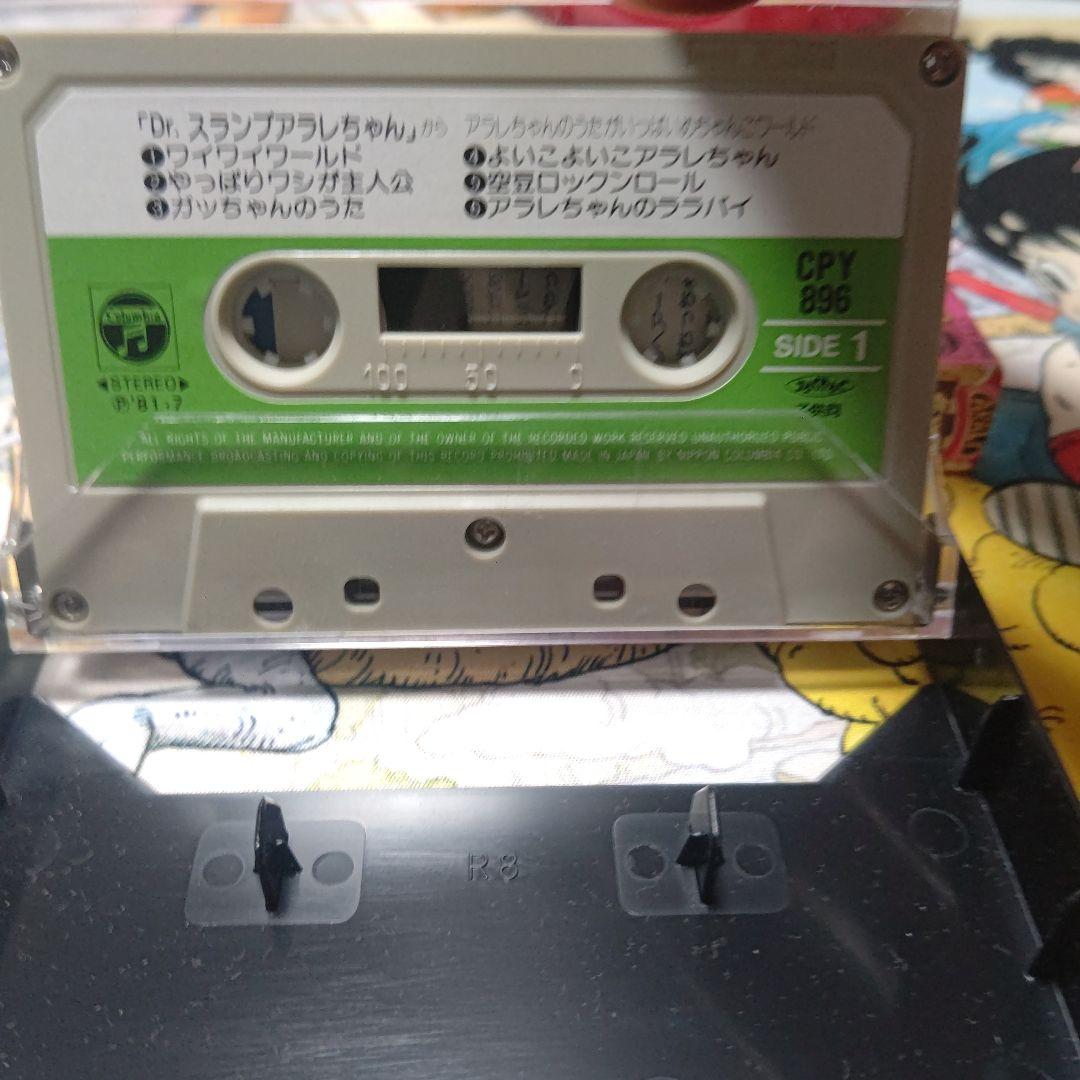 「Dr. スランプアラレちゃん」から アラレちゃんのうたがいっぱいめちゃんこワールド
❶ワイワイワールド
❷やっぱりワシが主人公
❸ガッちゃんのうた
❹よいこよいこアラレちゃん
❺空豆ロックンロール
❻アラレちゃんのララバイ
Columbia
◀STEREO▶
Ⓟ'81.7
100 50 0
CPY
896
SIDE 1
ALL RIGHTS OF THE MANUFACTURER AND OF THE OWNER OF THE RECORDED WORK RESERVED UNAUTHORISED PUBLIC
PERFORMANCE BROADCASTING AND COPYING OF THIS RECORD PROHIBITED MADE IN JAPAN BY NIPPON COLUMBIA CO., LTD.
R8